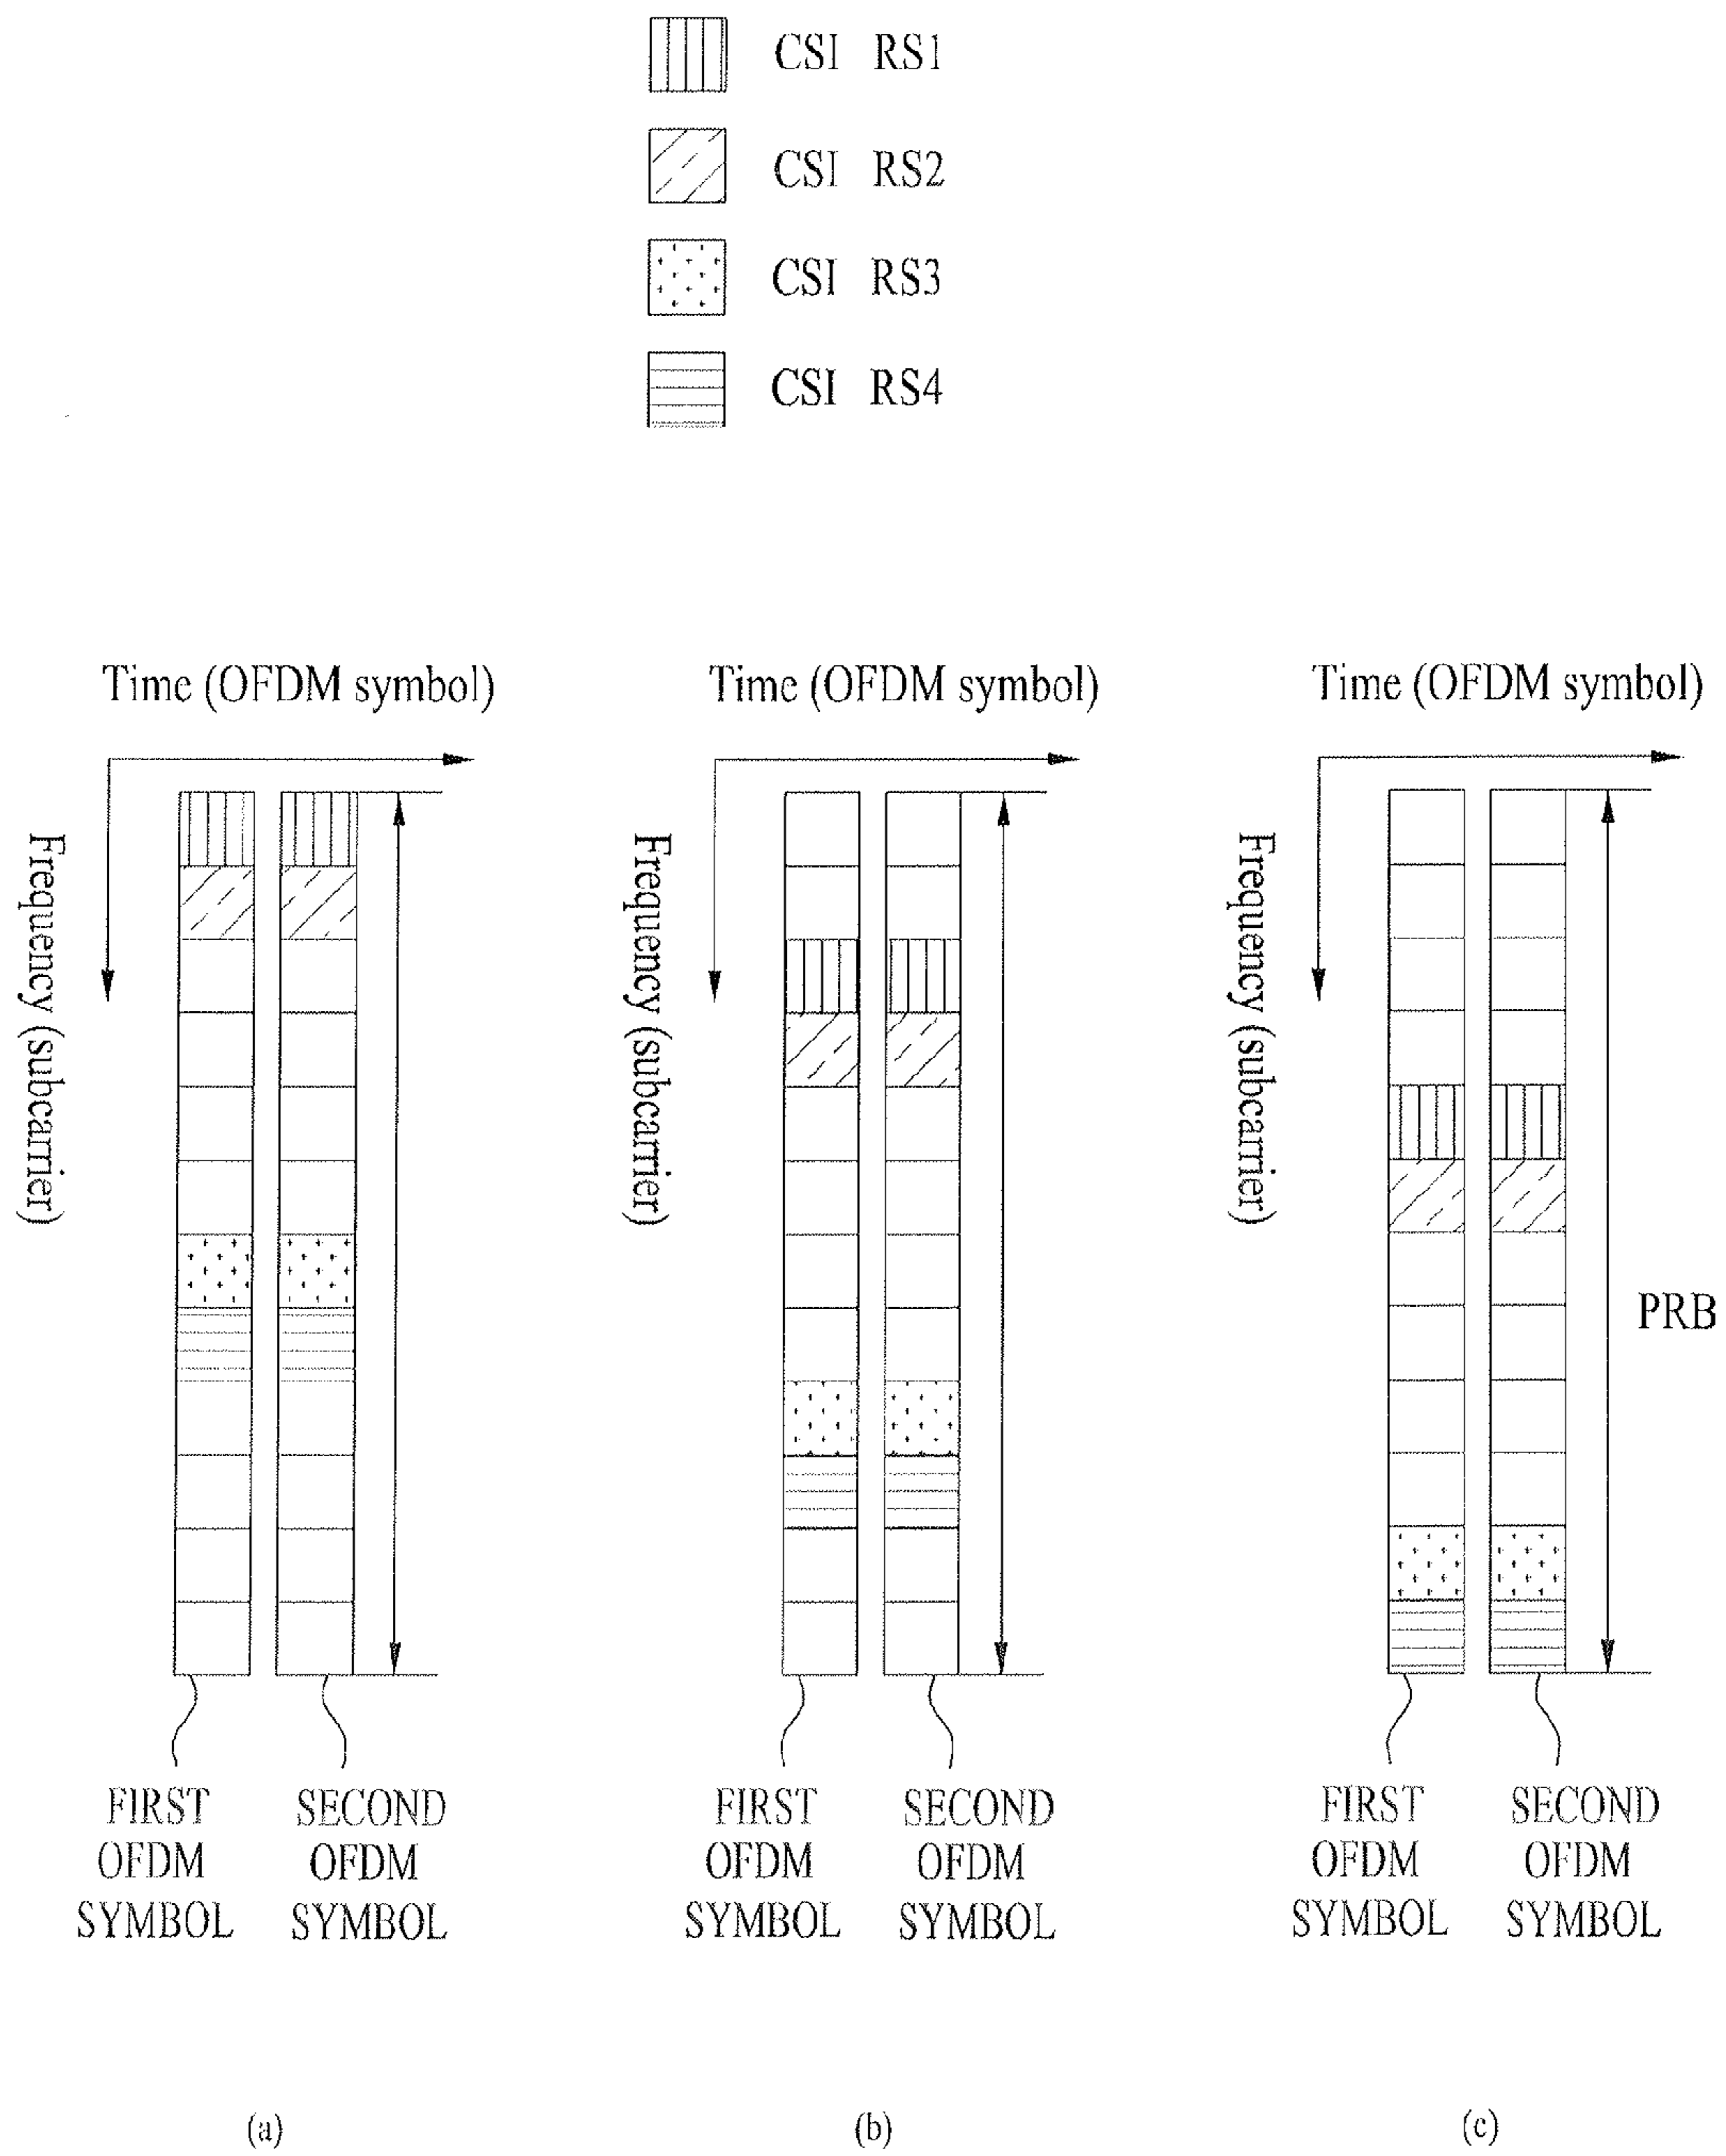 CSI RS1
CSI RS2
CSI RS3
CSI RS4
Time (OFDM symbol)
Frequency (subcarrier)
FIRST
OFDM
SYMBOL
SECOND
OFDM
SYMBOL
(a)
Time (OFDM symbol)
Frequency (subcarrier)
FIRST
OFDM
SYMBOL
SECOND
OFDM
SYMBOL
(b)
Time (OFDM symbol)
Frequency (subcarrier)
PRB
FIRST
OFDM
SYMBOL
SECOND
OFDM
SYMBOL
(c)